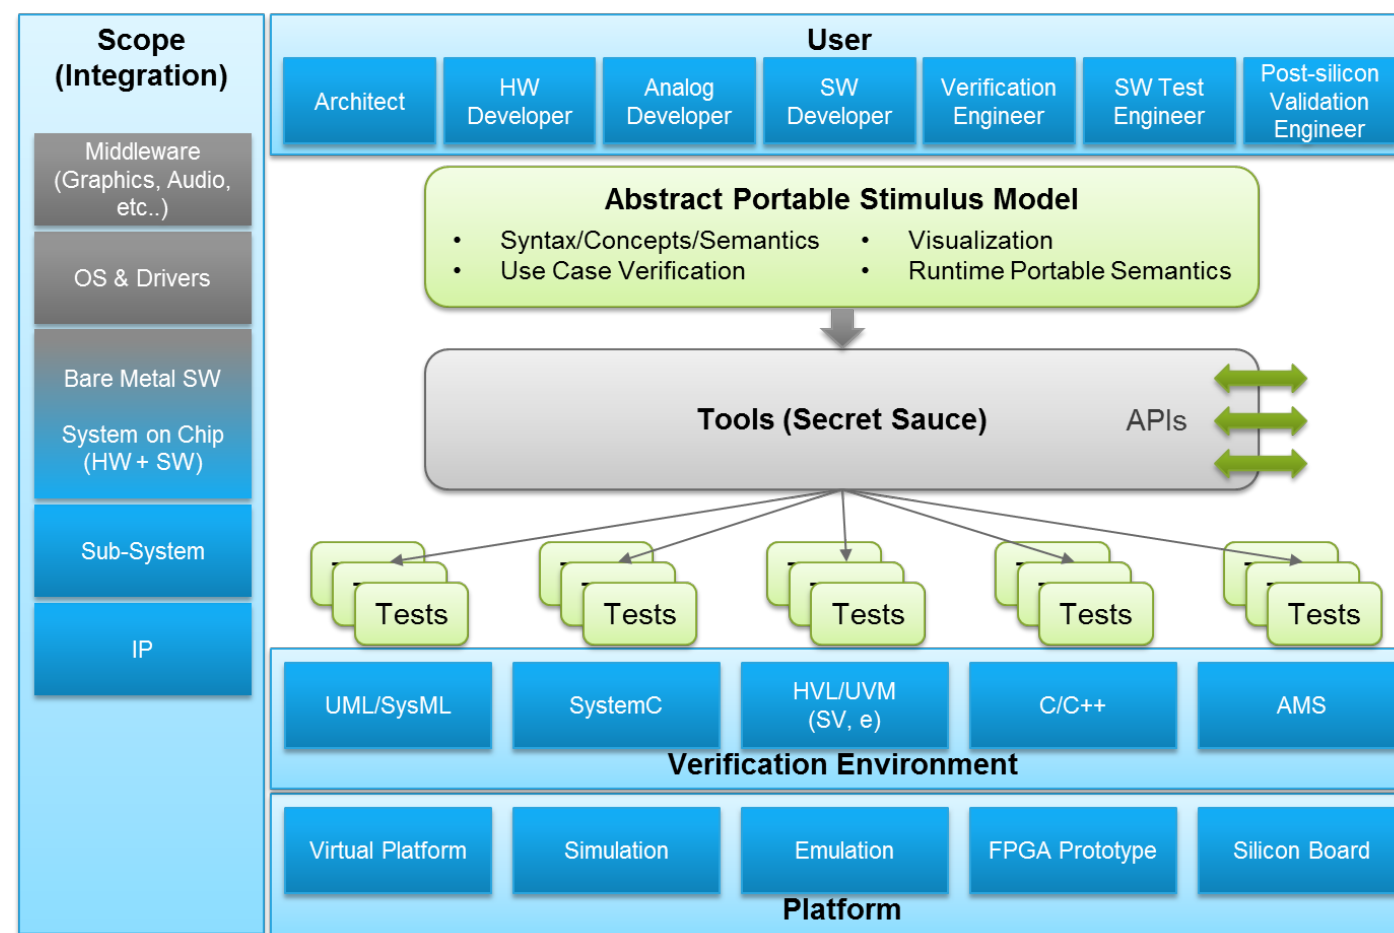 Scope
(Integration)
Middleware
(Graphics, Audio,
etc..)
OS & Drivers
Bare Metal SW
System on Chip
(HW + SW)
Sub-System
IP
User
Architect
HW
Developer
Analog
Developer
SW
Developer
Verification
Engineer
SW Test
Engineer
Post-silicon
Validation
Engineer
Abstract Portable Stimulus Model
• Syntax/Concepts/Semantics
• Use Case Verification
• Visualization
• Runtime Portable Semantics
Tools (Secret Sauce)
APIs
Tests
Tests
Tests
Tests
Tests
UML/SysML
SystemC
HVL/UVM
(SV, e)
C/C++
AMS
Verification Environment
Virtual Platform
Simulation
Emulation
FPGA Prototype
Silicon Board
Platform